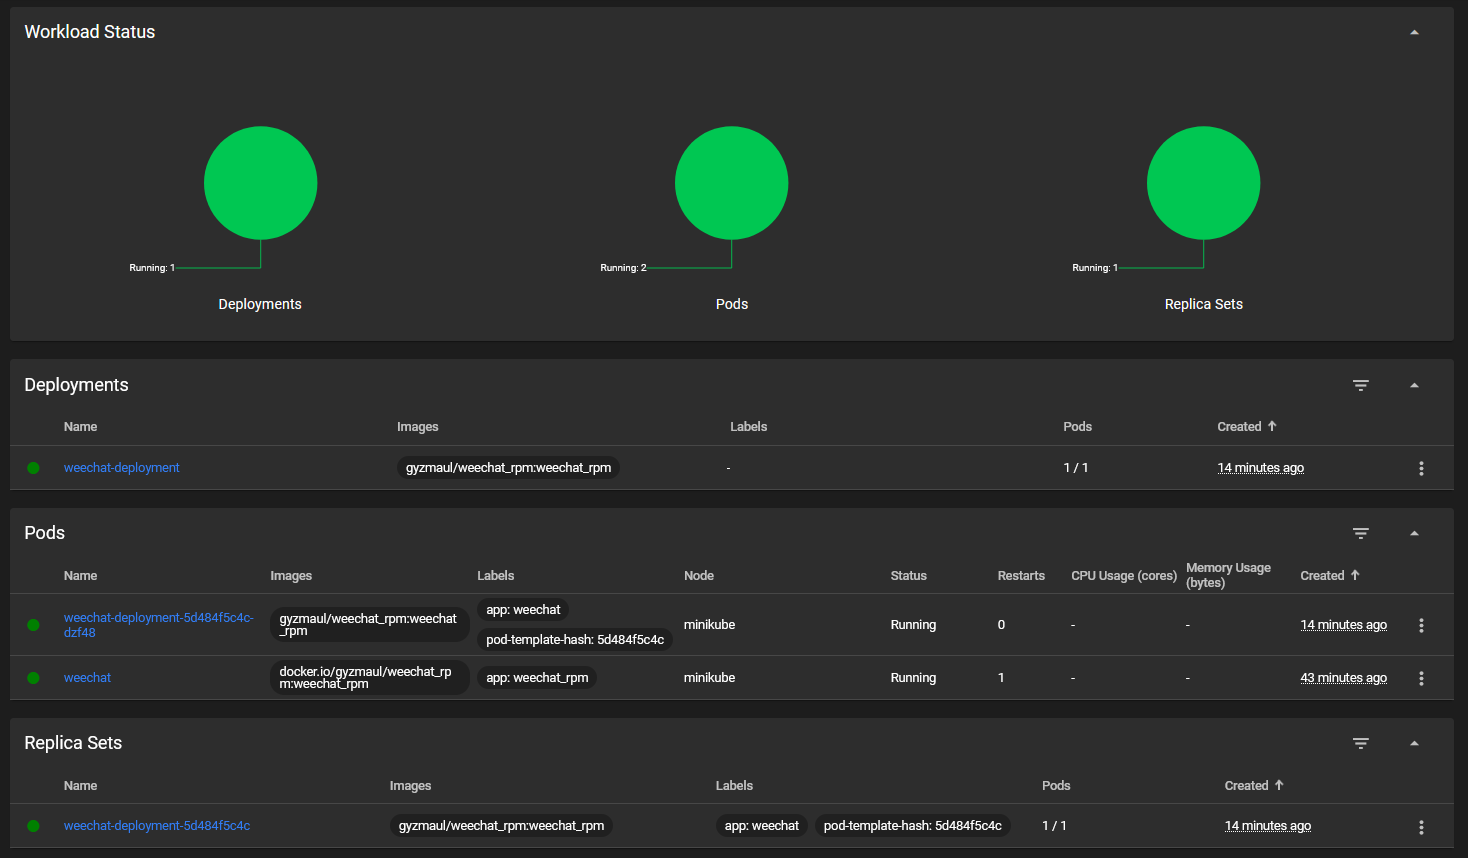 Workload Status
Running: 1
Running: 2
Running: 1
Deployments
Pods
Replica Sets
Deployments
Name Images Labels Pods Created
weechat-deployment gyzmaul/weechat_rpm:weechat_rpm - 1 / 1 14 minutes ago
Pods
Name Images Labels Node Status Restarts CPU Usage (cores) Memory Usage
(bytes) Created
weechat-deployment-5d484f5c4c-
dzf48
gyzmaul/weechat_rpm:weechat
_rpm
app: weechat
pod-template-hash: 5d484f5c4c
minikube Running 0 - - 14 minutes ago
weechat
docker.io/gyzmaul/weechat_rp
m:weechat_rpm
app: weechat_rpm
minikube Running 1 - - 43 minutes ago
Replica Sets
Name Images Labels Pods Created
weechat-deployment-5d484f5c4c gyzmaul/weechat_rpm:weechat_rpm app: weechat pod-template-hash: 5d484f5c4c 1 / 1 14 minutes ago